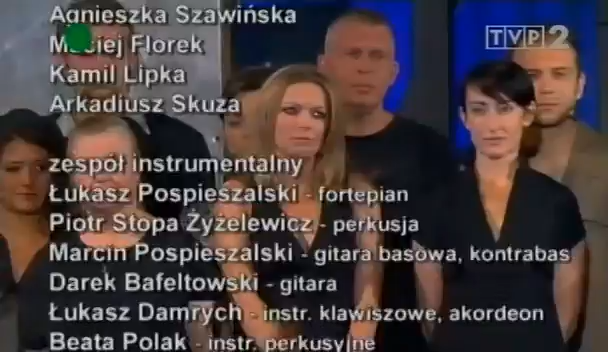 Agnieszka Szawińska
TVP2
Maciej Florek
Kamil Lipka
Arkadiusz Skuza
zespół instrumentalny
Łukasz Pospieszalski - fortepian
Piotr Stopa Żyżelewicz - perkusja
Marcin Pospieszalski - gitara basowa, kontrabas
Darek Bafeltowski - gitara
Łukasz Damrych - instr. klawiszowe, akordeon
Beata Polak - instr. perkusyjne